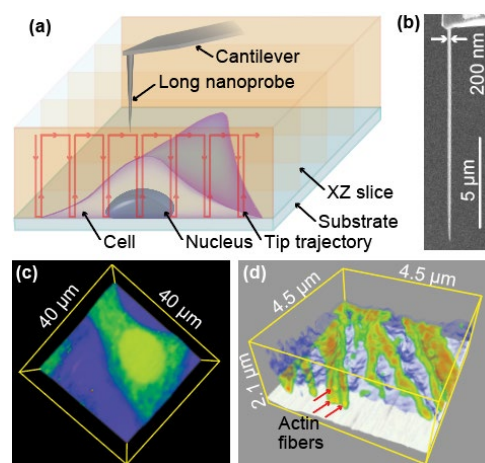 (a)
Cantilever
Long nanoprobe
XZ slice
Substrate
Cell
Nucleus
Tip trajectory
(b)
200 nm
5 µm
(c)
40 µm
40 µm
(d)
4.5 µm
4.5 µm
2.1 µm
Actin
fibers